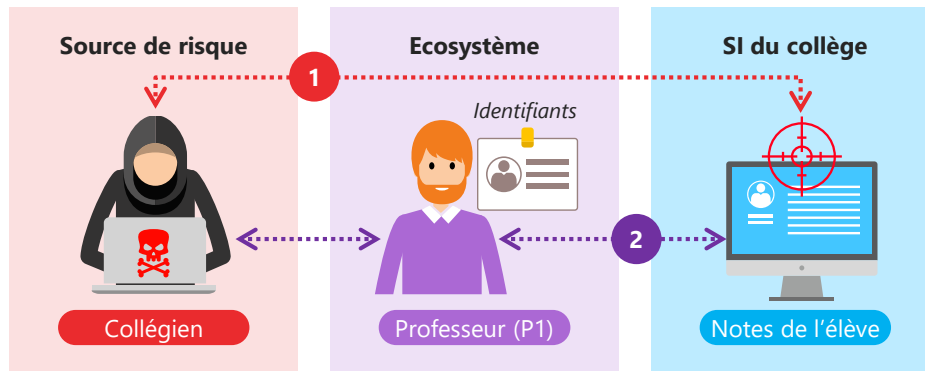 Source de risque
Ecosystème
SI du collège
1
Identifiants
2
Collégien
Professeur (P1)
Notes de l'élève